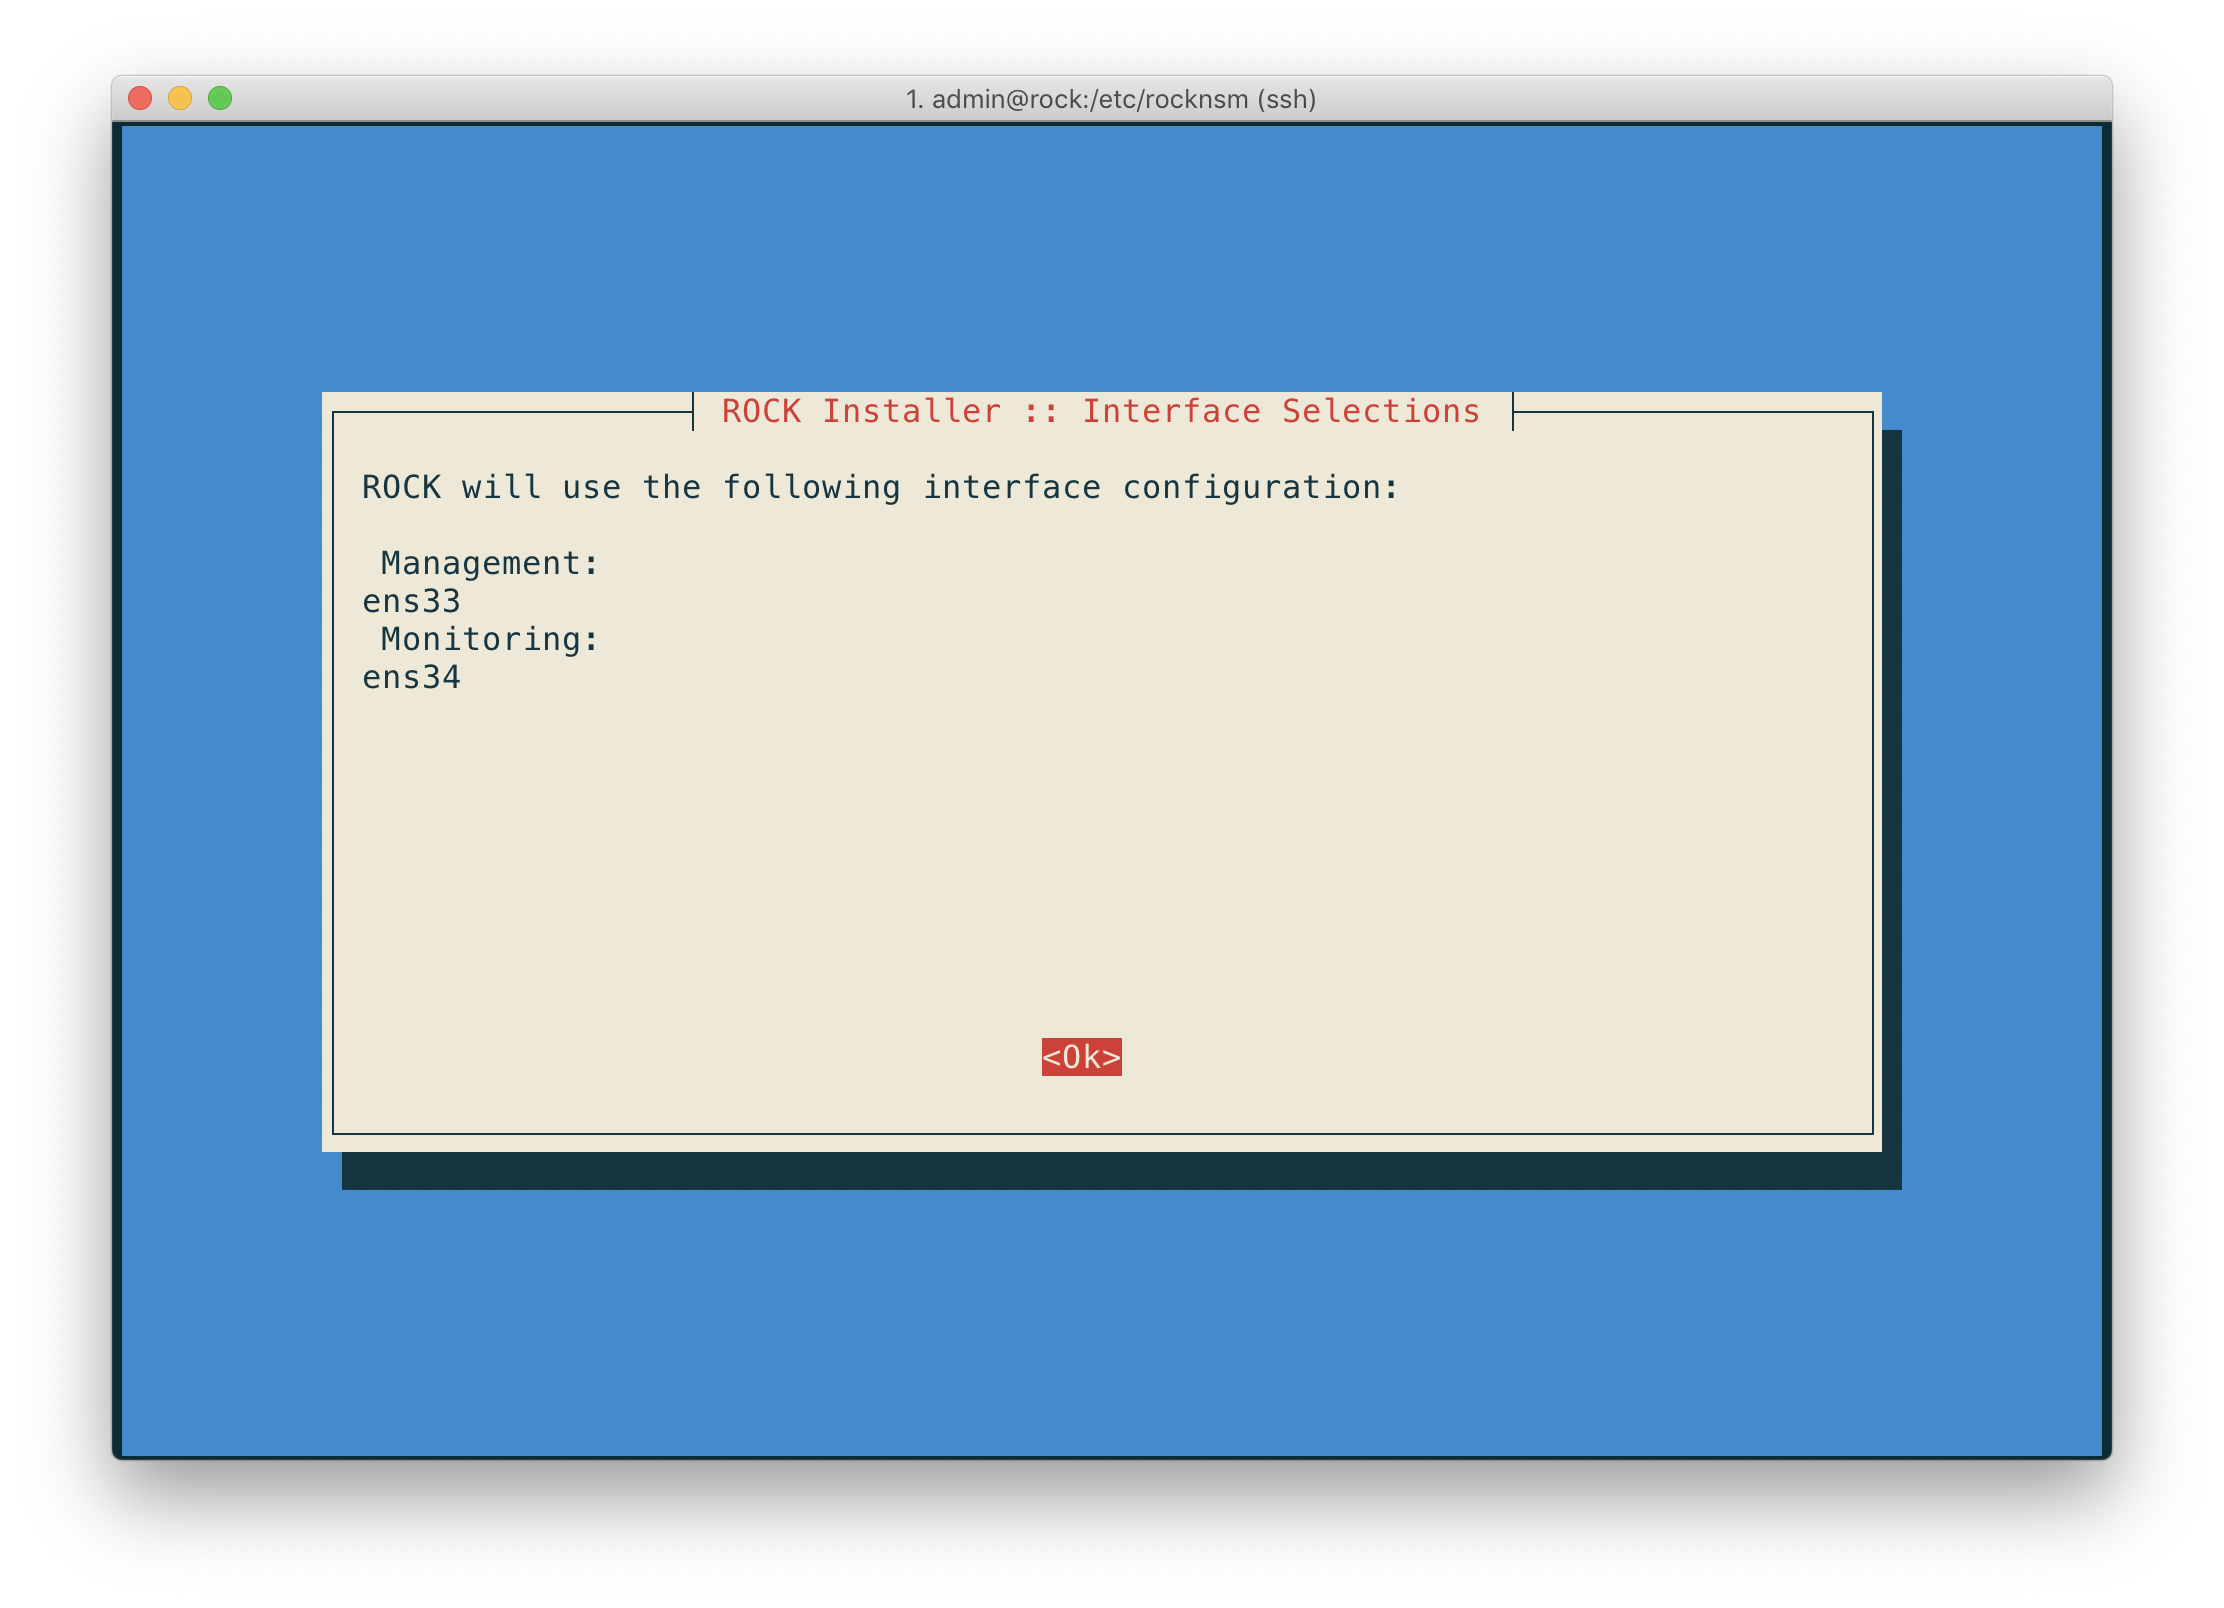 1. admin@rock:/etc/rocknsm (ssh)
ROCK Installer :: Interface Selections
ROCK will use the following interface configuration:
Management:
ens33
Monitoring:
ens34
<Ok>